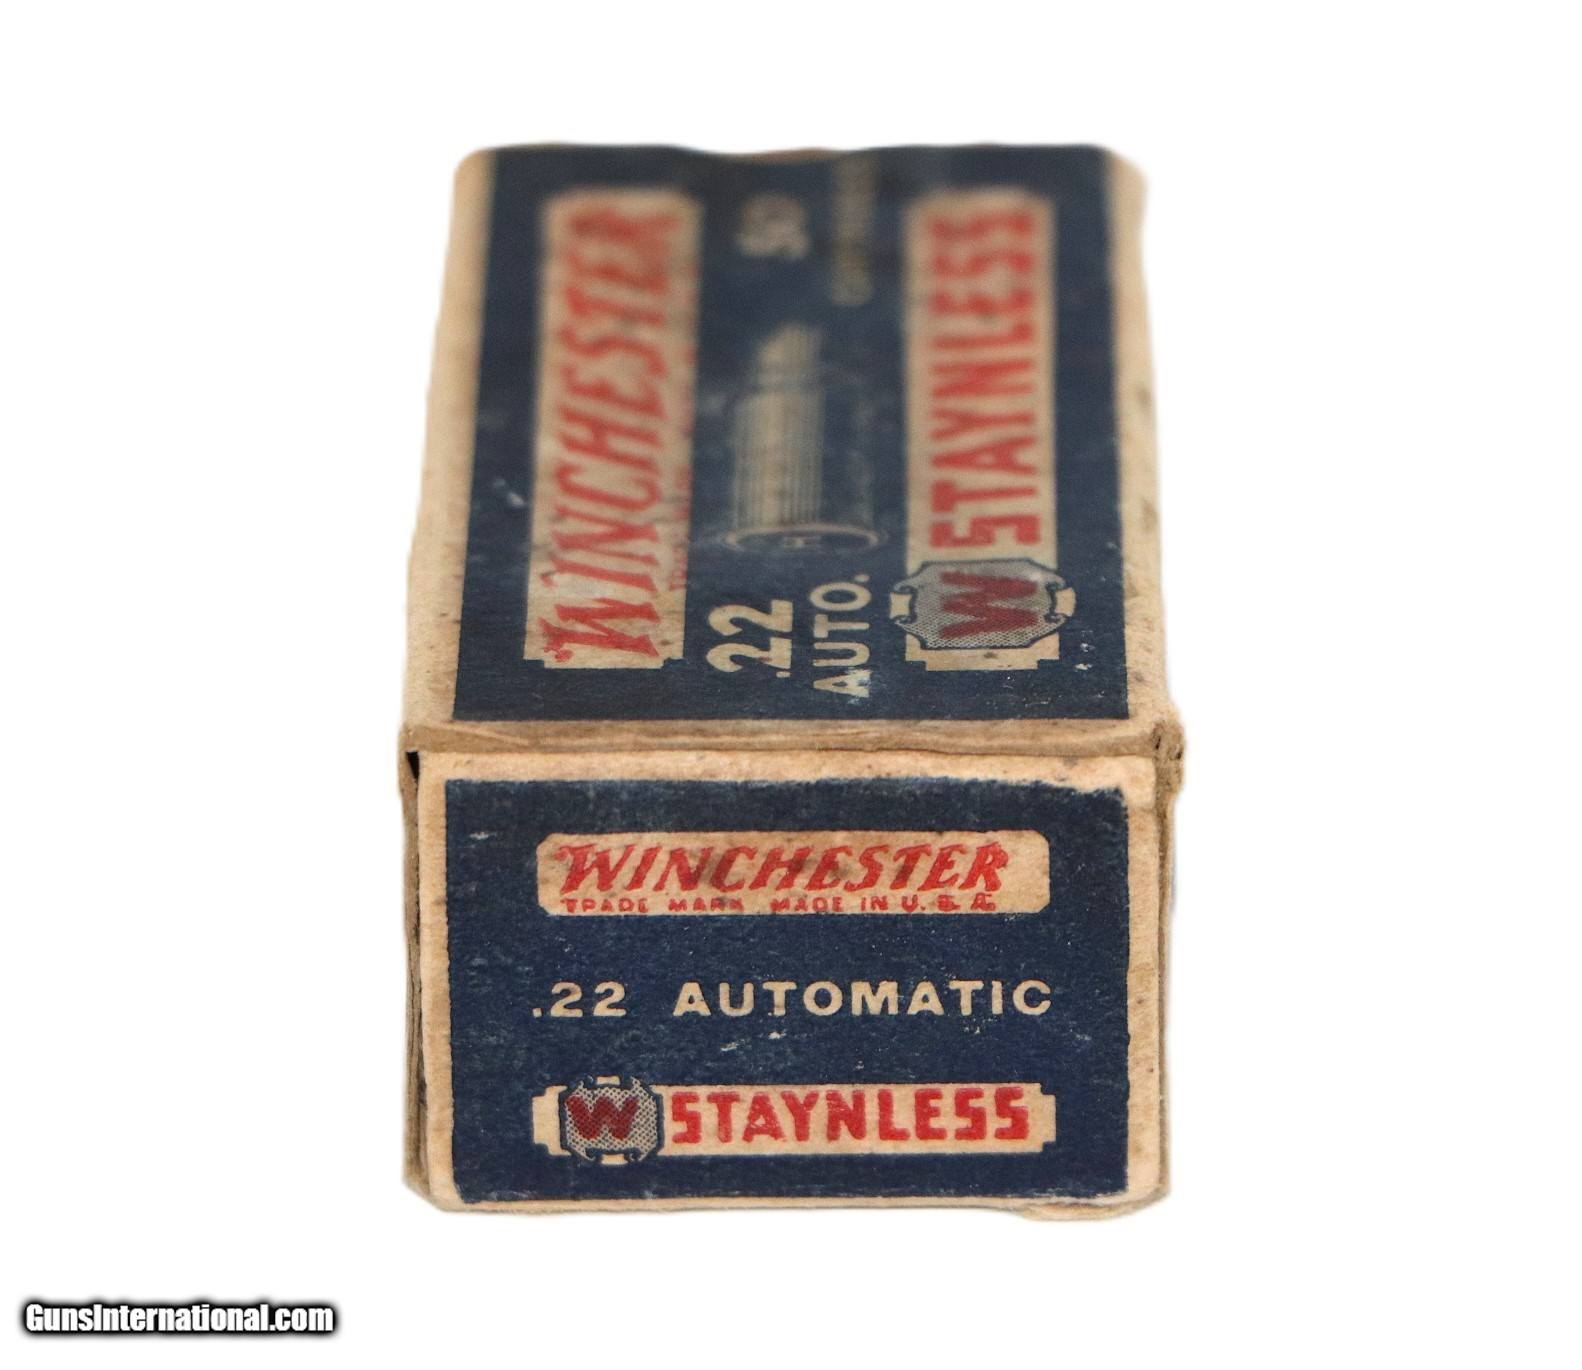 WINCHESTER
.22
AUTO.
H
50
W STAYNLESS
WINCHESTER
TRADE MARK MADE IN U.S.A.
.22 AUTOMATIC
W STAYNLESS
GunsInternational.com